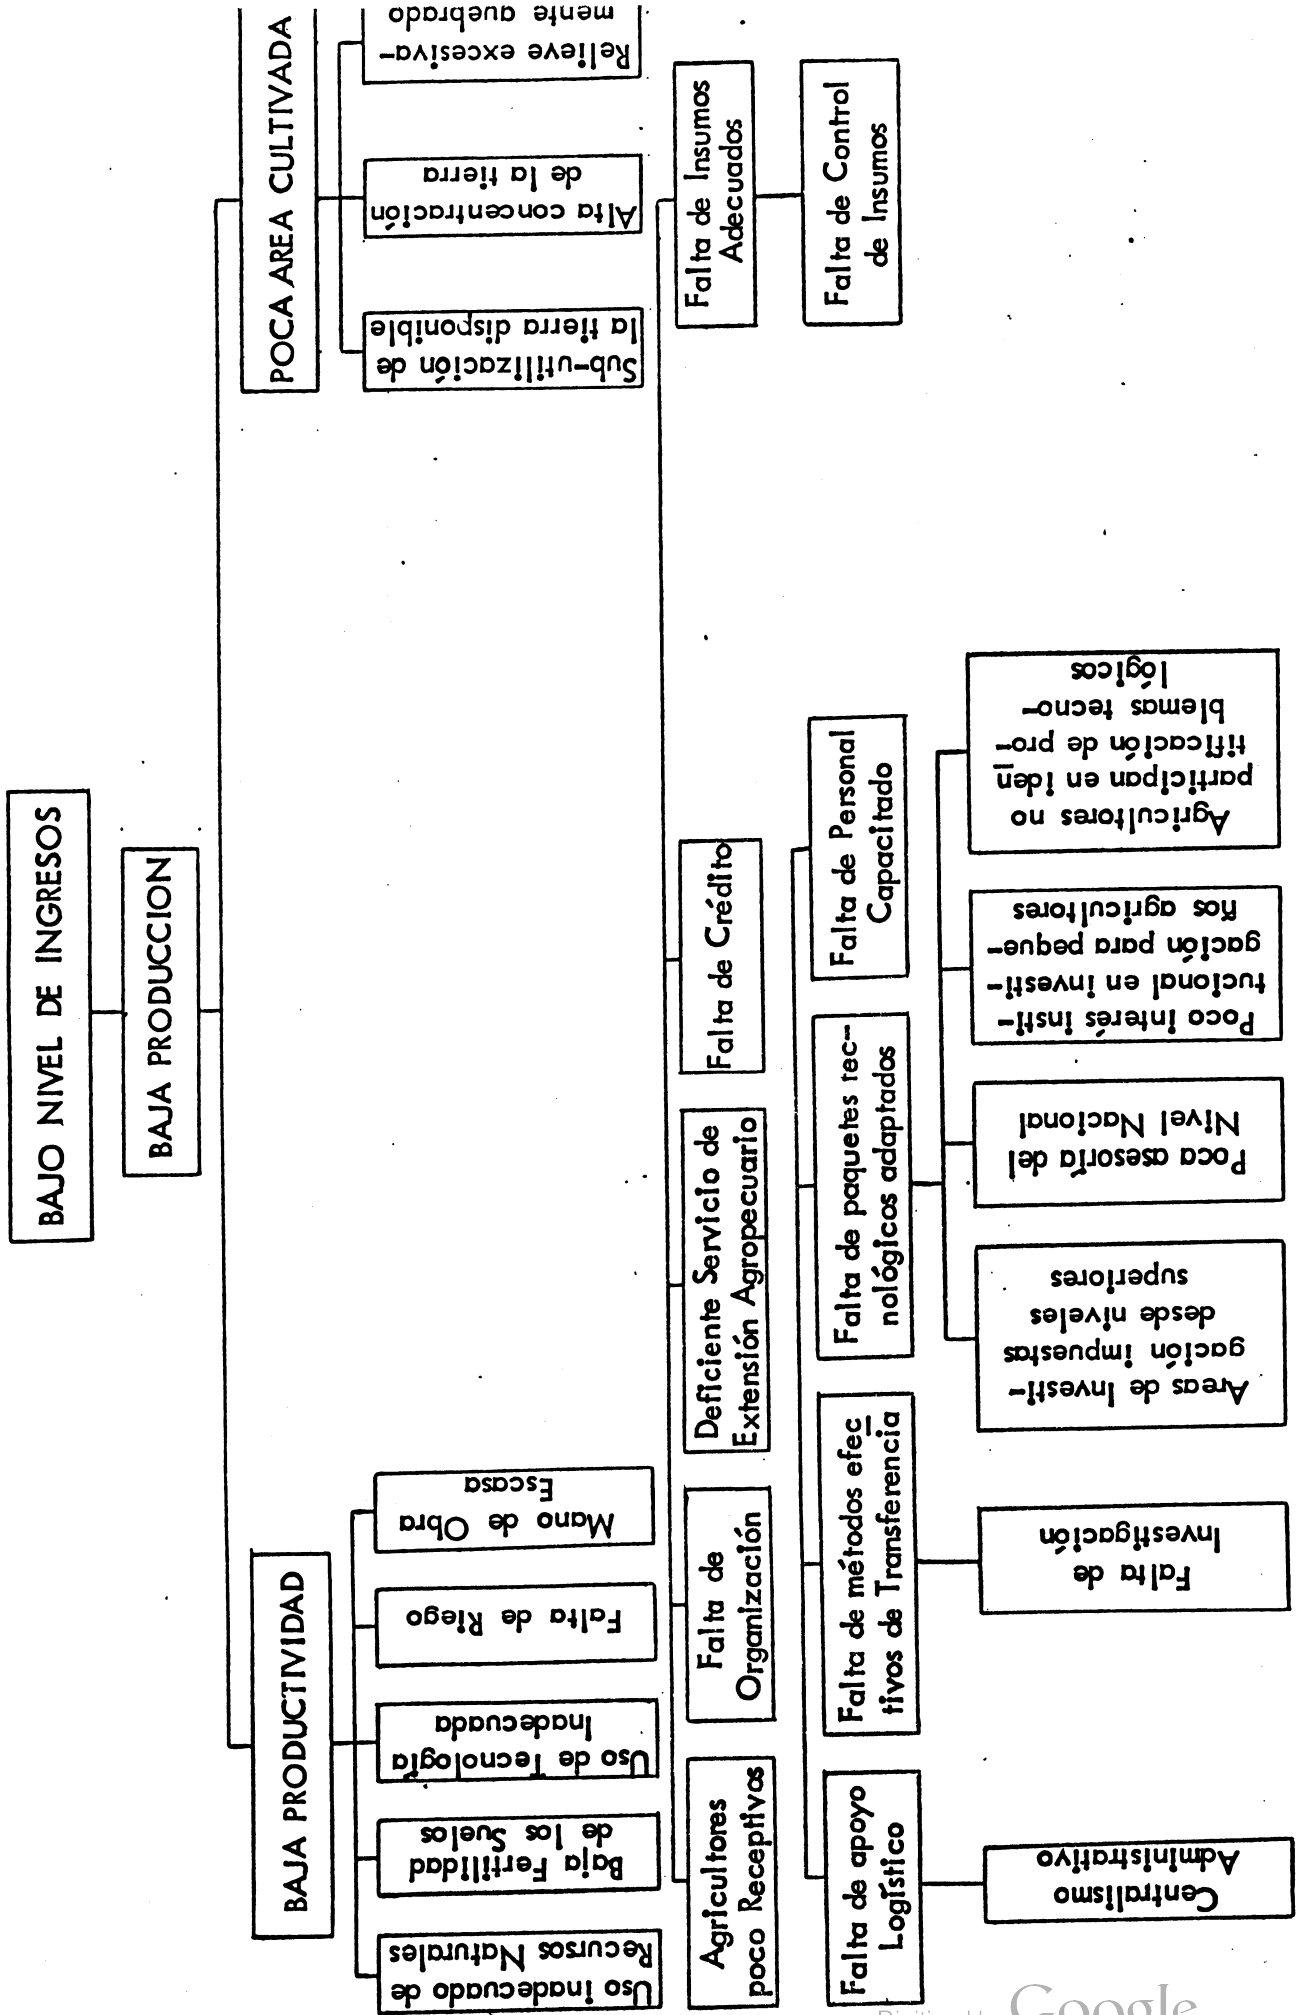 BAJO NIVEL DE INGRESOS
BAJA PRODUCCION
BAJA PRODUCTIVIDAD
POCA AREA CULTIVADA
Uso inadecuado de
Recursos Naturales
Baja Fertilidad
de los Suelos
Uso de Tecnología
Inadecuada
Falta de Riego
Mano de Obra
Escasa
Sub-utilización de
la tierra disponible
Alta concentración
de la tierra
Relieve excesiva-
mente quebrado
Agricultores
poco Receptivos
Falta de
Organización
Deficiente Servicio de
Extensión Agropecuario
Falta de Crédito
Falta de Insumos
Adecuados
Falta de apoyo
Logístico
Falta de métodos efec
tivos de Transferencia
Falta de paquetes tec-
nológicos adaptados
Falta de Personal
Capacitado
Falta de Control
de Insumos
Centralismo
Administrativo
Falta de
Investigación
Areas de Investi-
gación impuestas
desde niveles
superiores
Poca asesoría del
Nivel Nacional
Poco interés insti-
tucional en investi-
gación para peque-
ños agricultores
Agricultores no
participan en iden
tificación de pro-
blemas tecno-
lógicos
Google